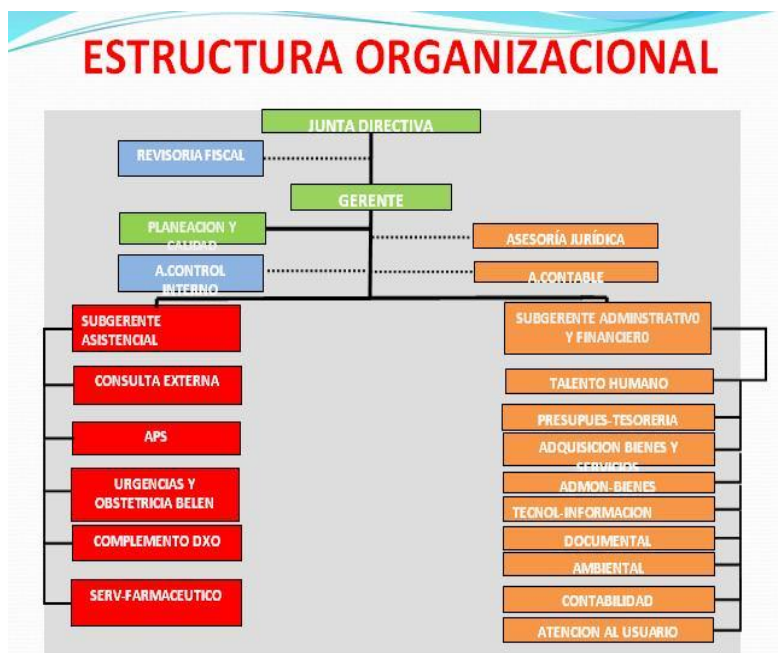 ESTRUCTURA ORGANIZACIONAL
JUNTA DIRECTIVA
REVISORIA FISCAL
GERENTE
PLANEACION Y
CALIDAD
ASESORÍA JURÍDICA
A.CONTROL
INTERNO
A.CONTABLE
SUBGERENTE
ASISTENCIAL
CONSULTA EXTERNA
APS
URGENCIAS Y
OBSTETRICIA BELEN
COMPLEMENTO DXO
SERV-FARMACEUTICO
SUBGERENTE ADMINSTRATIVO
Y FINANCIERO
TALENTO HUMANO
PRESUPUES-TESORERIA
ADQUISICION BIENES Y
SERVICIOS
ADMON-BIENES
TECNOL-INFORMACION
DOCUMENTAL
AMBIENTAL
CONTABILIDAD
ATENCION AL USUARIO